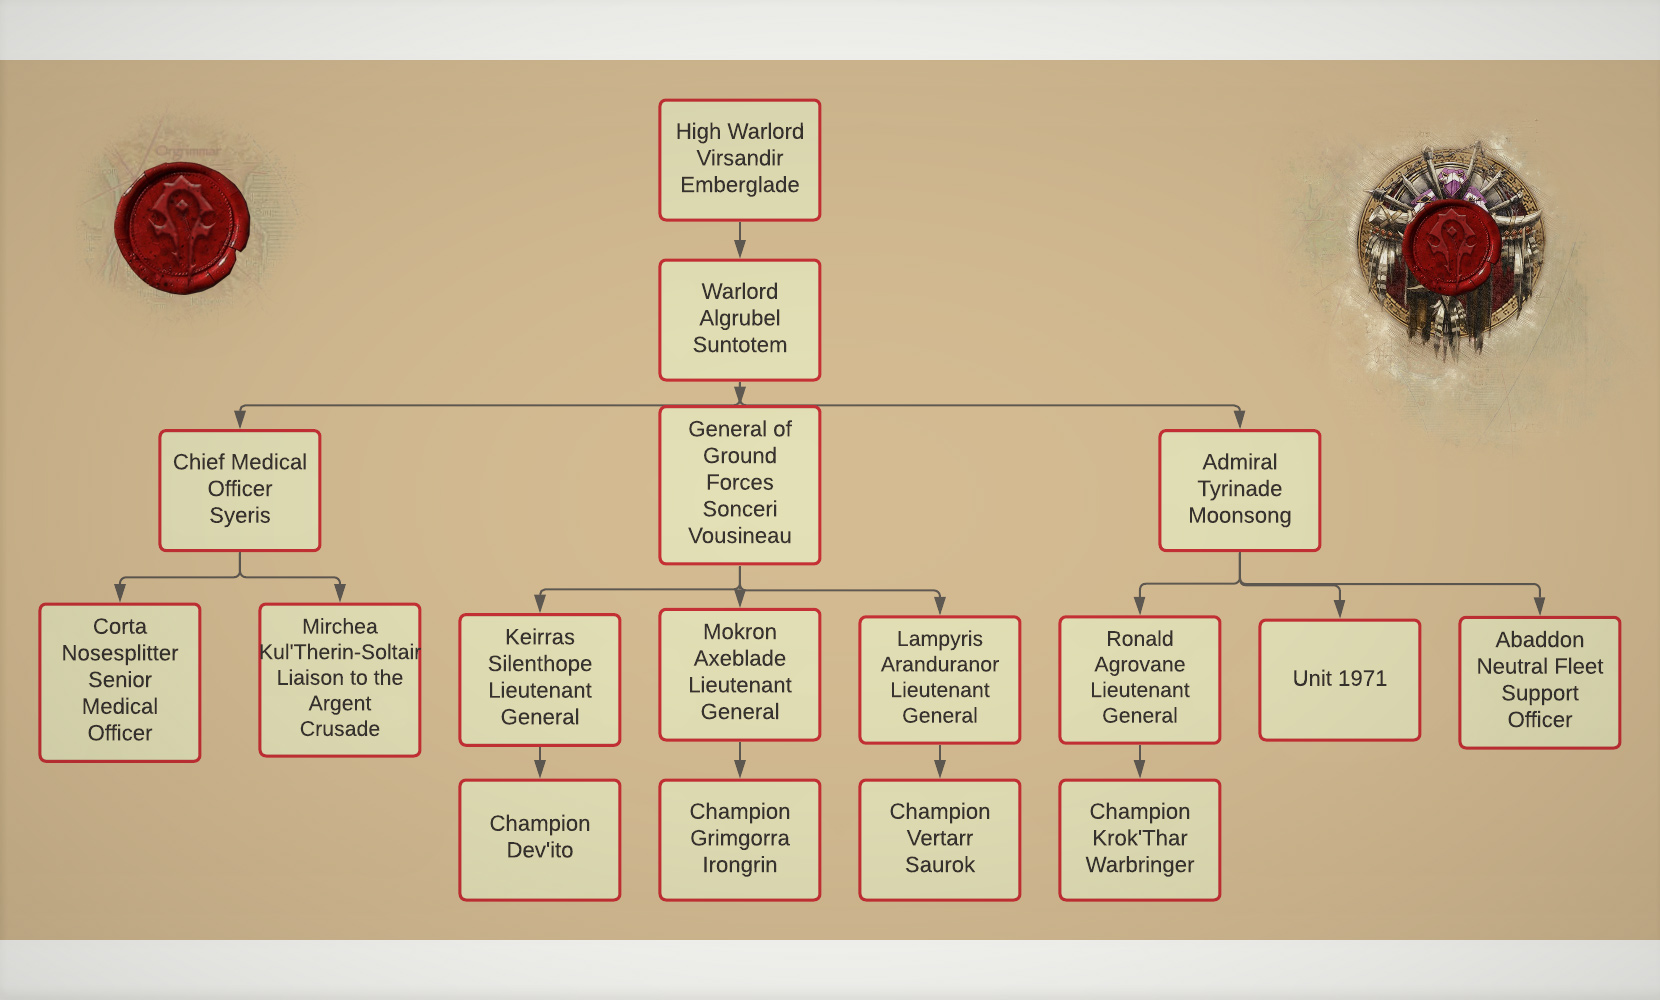 High Warlord
Virsandir
Emberglade
Orgrimmar
Warlord
Algrubel
Suntotem
Chief Medical
Officer
Syeris
General of
Ground
Forces
Sonceri
Vousineau
Admiral
Tyrinade
Moonsong
Corta
Nosesplitter
Senior
Medical
Officer
Mirchea
Kul'Therin-Soltair
Liaison to the
Argent
Crusade
Keirras
Silenthope
Lieutenant
General
Mokron
Axeblade
Lieutenant
General
Lampyris
Aranduranor
Lieutenant
General
Ronald
Agrovane
Lieutenant
General
Unit 1971
Abaddon
Neutral Fleet
Support
Officer
Champion
Dev'ito
Champion
Grimgorra
Irongrin
Champion
Vertarr
Saurok
Champion
Krok'Thar
Warbringer